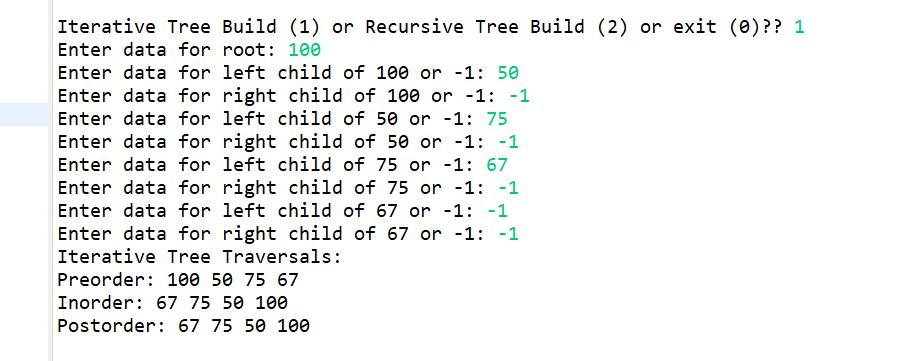 Iterative Tree Build (1) or Recursive Tree Build (2) or exit (0)?? 1
Enter data for root: 100
Enter data for left child of 100 or -1: 50
Enter data for right child of 100 or -1: -1
Enter data for left child of 50 or -1: 75
Enter data for right child of 50 or -1: -1
Enter data for left child of 75 or -1: 67
Enter data for right child of 75 or -1: -1
Enter data for left child of 67 or -1: -1
Enter data for right child of 67 or -1: -1
Iterative Tree Traversals:
Preorder: 100 50 75 67
Inorder: 67 75 50 100
Postorder: 67 75 50 100